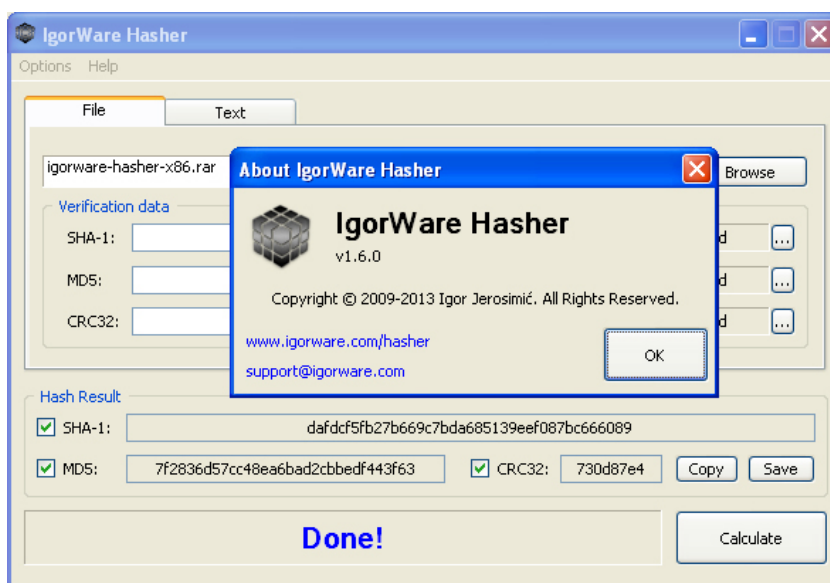 IgorWare Hasher
Options Help
File Text
igorware-hasher-x86.rar
Browse
Verification data
SHA-1:
d
...
MD5:
d
...
CRC32:
d
...
About IgorWare Hasher
IgorWare Hasher
v1.6.0
Copyright © 2009-2013 Igor Jerosimić. All Rights Reserved.
www.igorware.com/hasher
support@igorware.com
OK
Hash Result
SHA-1: dafdcf5fb27b669c7bda685139eef087bc666089
MD5: 7f2836d57cc48ea6bad2cbbedf443f63 CRC32: 730d87e4 Copy Save
Done!
Calculate